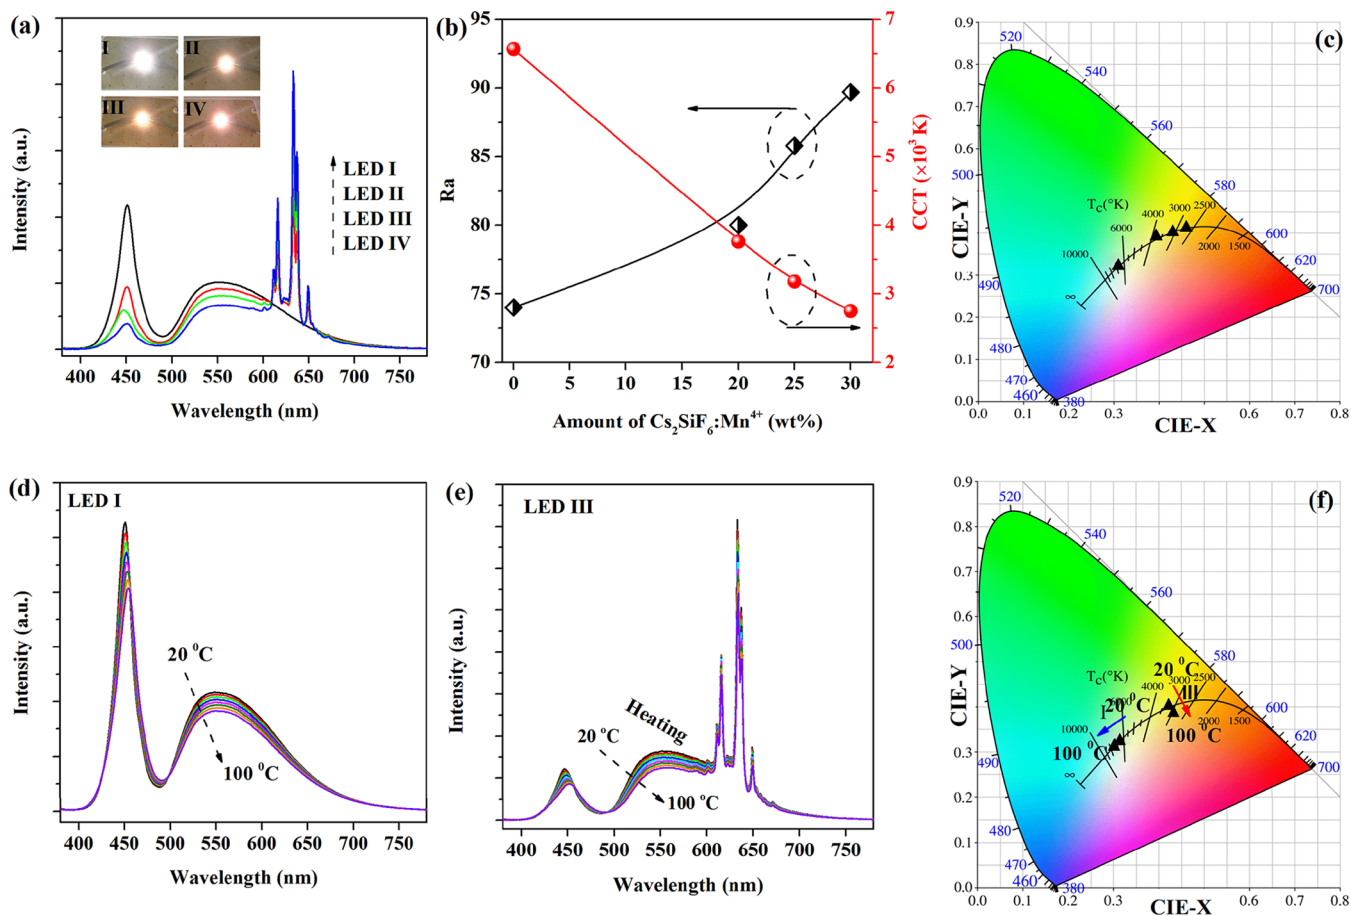 (a)
I
II
III
IV
LED I
LED II
LED III
LED IV
Intensity (a.u.)
400 450 500 550 600 650 700 750
Wavelength (nm)
(b)
95
90
85
80
75
70
Ra
7
6
5
4
3
2
CCT (×10³ K)
0 5 10 15 20 25 30
Amount of Cs₂SiF₆:Mn⁴⁺ (wt%)
(c)
0.9
0.8
0.7
0.6
0.3
0.2
0.1
0.0
CIE-Y
520
540
560
580
600
620
700
500
490
480
470
460
380
T_C(°K)
∞
10000
6000
4000
3000
2500
2000
1500
0.0 0.1 0.2 0.3 0.4 0.5 0.6 0.7 0.8
CIE-X
(d)
LED I
20 ⁰C
100 ⁰C
Intensity (a.u.)
400 450 500 550 600 650 700 750
Wavelength (nm)
(e)
LED III
Heating
20 ⁰C
100 ⁰C
Intensity (a.u.)
400 450 500 550 600 650 700 750
Wavelength (nm)
(f)
0.9
0.8
0.7
0.6
0.3
0.2
0.1
0.0
CIE-Y
520
540
560
580
600
620
700
500
490
480
470
460
380
T_C(°K)
∞
10000
4000
3000
2500
2000
1500
20 ⁰C
III
100 ⁰C
I
20 ⁰C
100 ⁰C
0.0 0.1 0.2 0.3 0.4 0.5 0.6 0.7 0.8
CIE-X